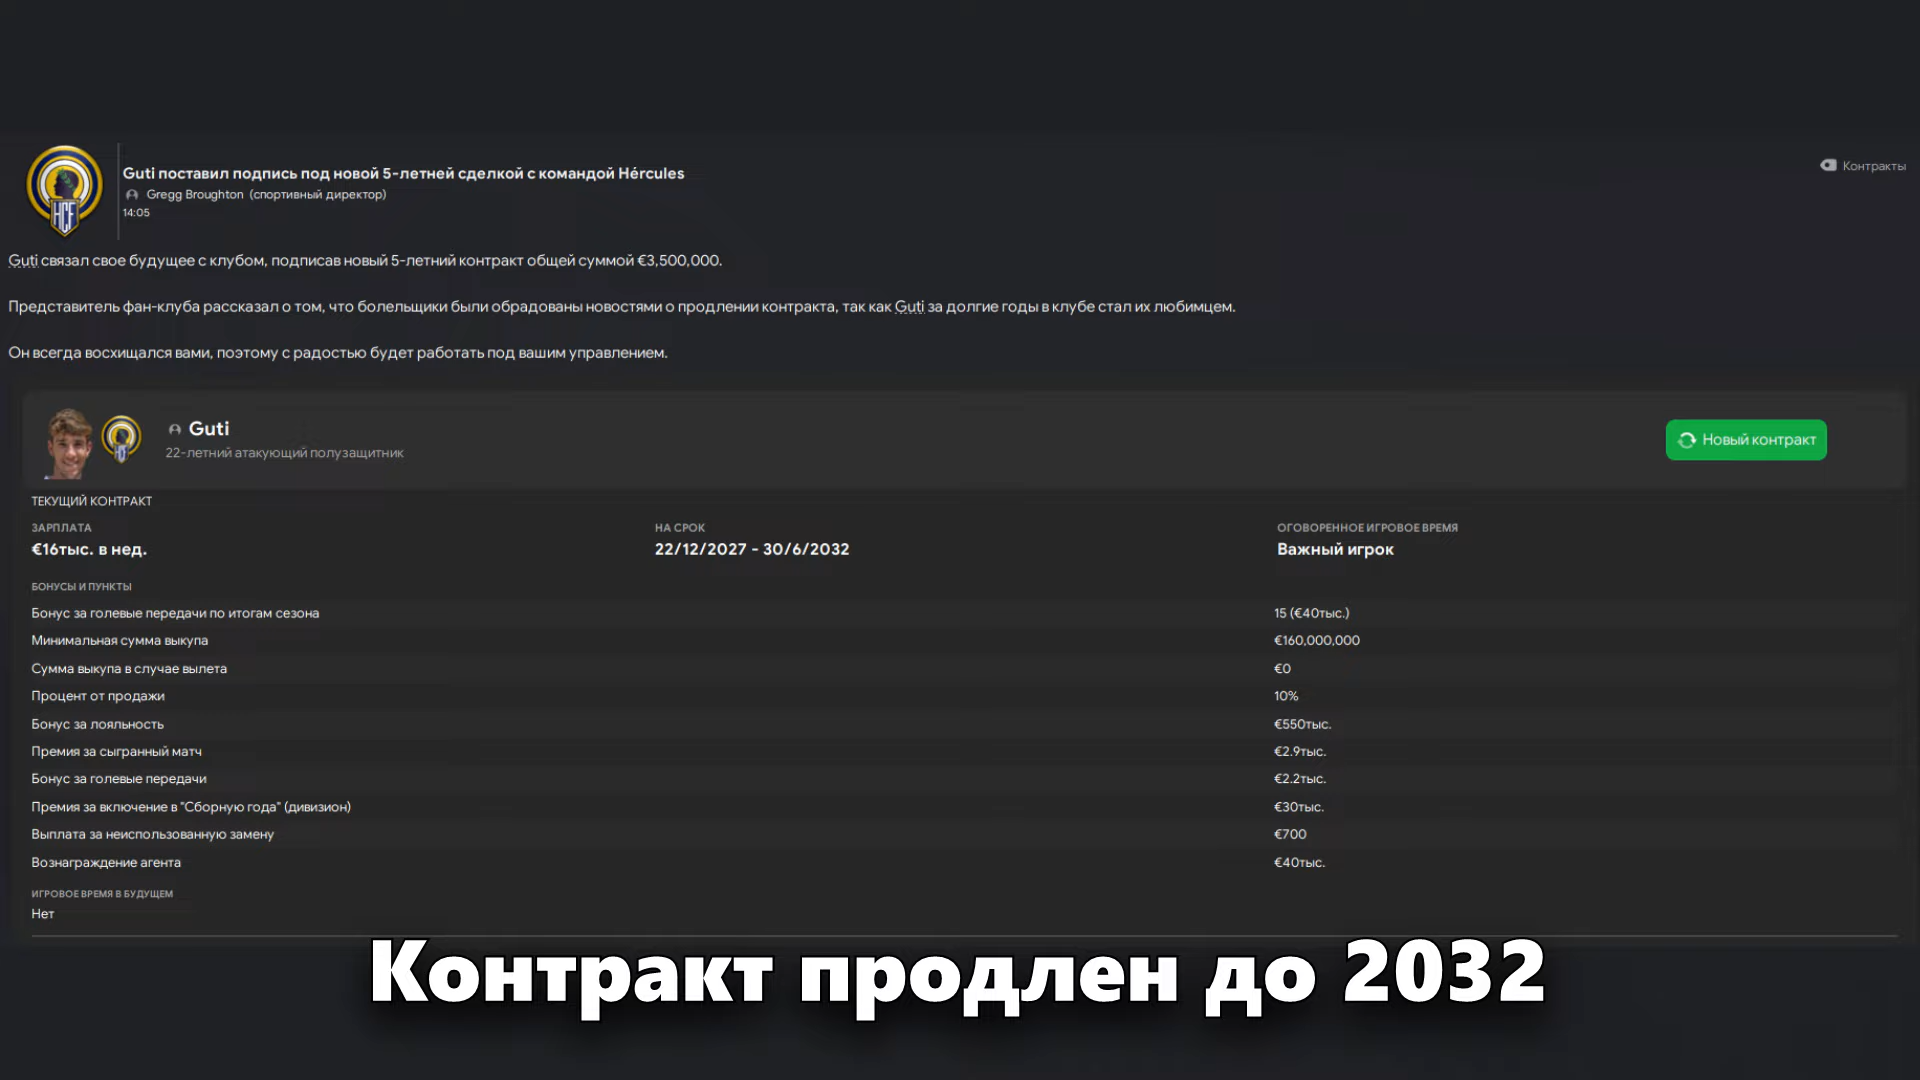 Guti поставил подпись под новой 5-летней сделкой с командой Hércules
Контракты
Gregg Broughton (спортивный директор)
14:05
HCF
Guti связал свое будущее с клубом, подписав новый 5-летний контракт общей суммой €3,500,000.
Представитель фан-клуба рассказал о том, что болельщики были обрадованы новостями о продлении контракта, так как Guti за долгие годы в клубе стал их любимцем.
Он всегда восхищался вами, поэтому с радостью будет работать под вашим управлением.
Guti
22-летний атакующий полузащитник
Новый контракт
ТЕКУЩИЙ КОНТРАКТ
ЗАРПЛАТА НА СРОК ОГОВОРЕННОЕ ИГРОВОЕ ВРЕМЯ
€16тыс. в нед. 22/12/2027 - 30/6/2032 Важный игрок
БОНУСЫ И ПУНКТЫ
Бонус за голевые передачи по итогам сезона 15 (€40тыс.)
Минимальная сумма выкупа €160,000,000
Сумма выкупа в случае вылета €0
Процент от продажи 10%
Бонус за лояльность €550тыс.
Премия за сыгранный матч €2.9тыс.
Бонус за голевые передачи €2.2тыс.
Премия за включение в "Сборную года" (дивизион) €30тыс.
Выплата за неиспользованную замену €700
Вознаграждение агента €40тыс.
ИГРОВОЕ ВРЕМЯ В БУДУЩЕМ
Нет
Контракт продлен до 2032